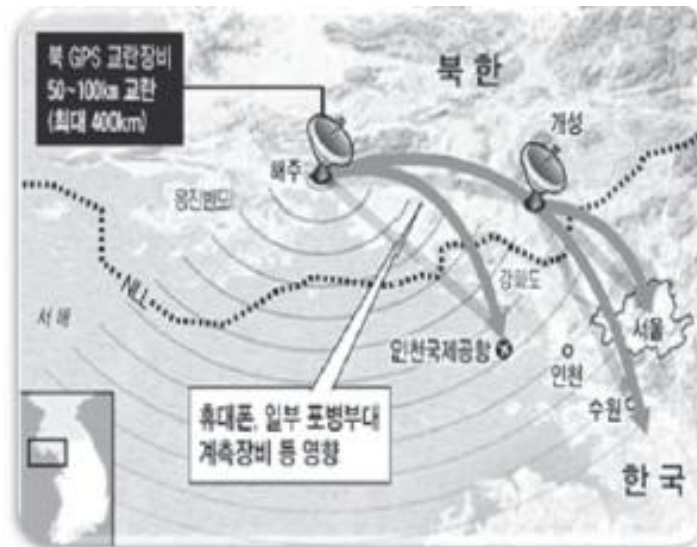 북 GPS 교란장비
50~100km 교란
(최대 400km)
북한
개성
해주
옹진반도
NLL
서해
강화도
인천국제공항
인천
서울
수원
한국
휴대폰, 일부 포병부대
계측장비 등 영향